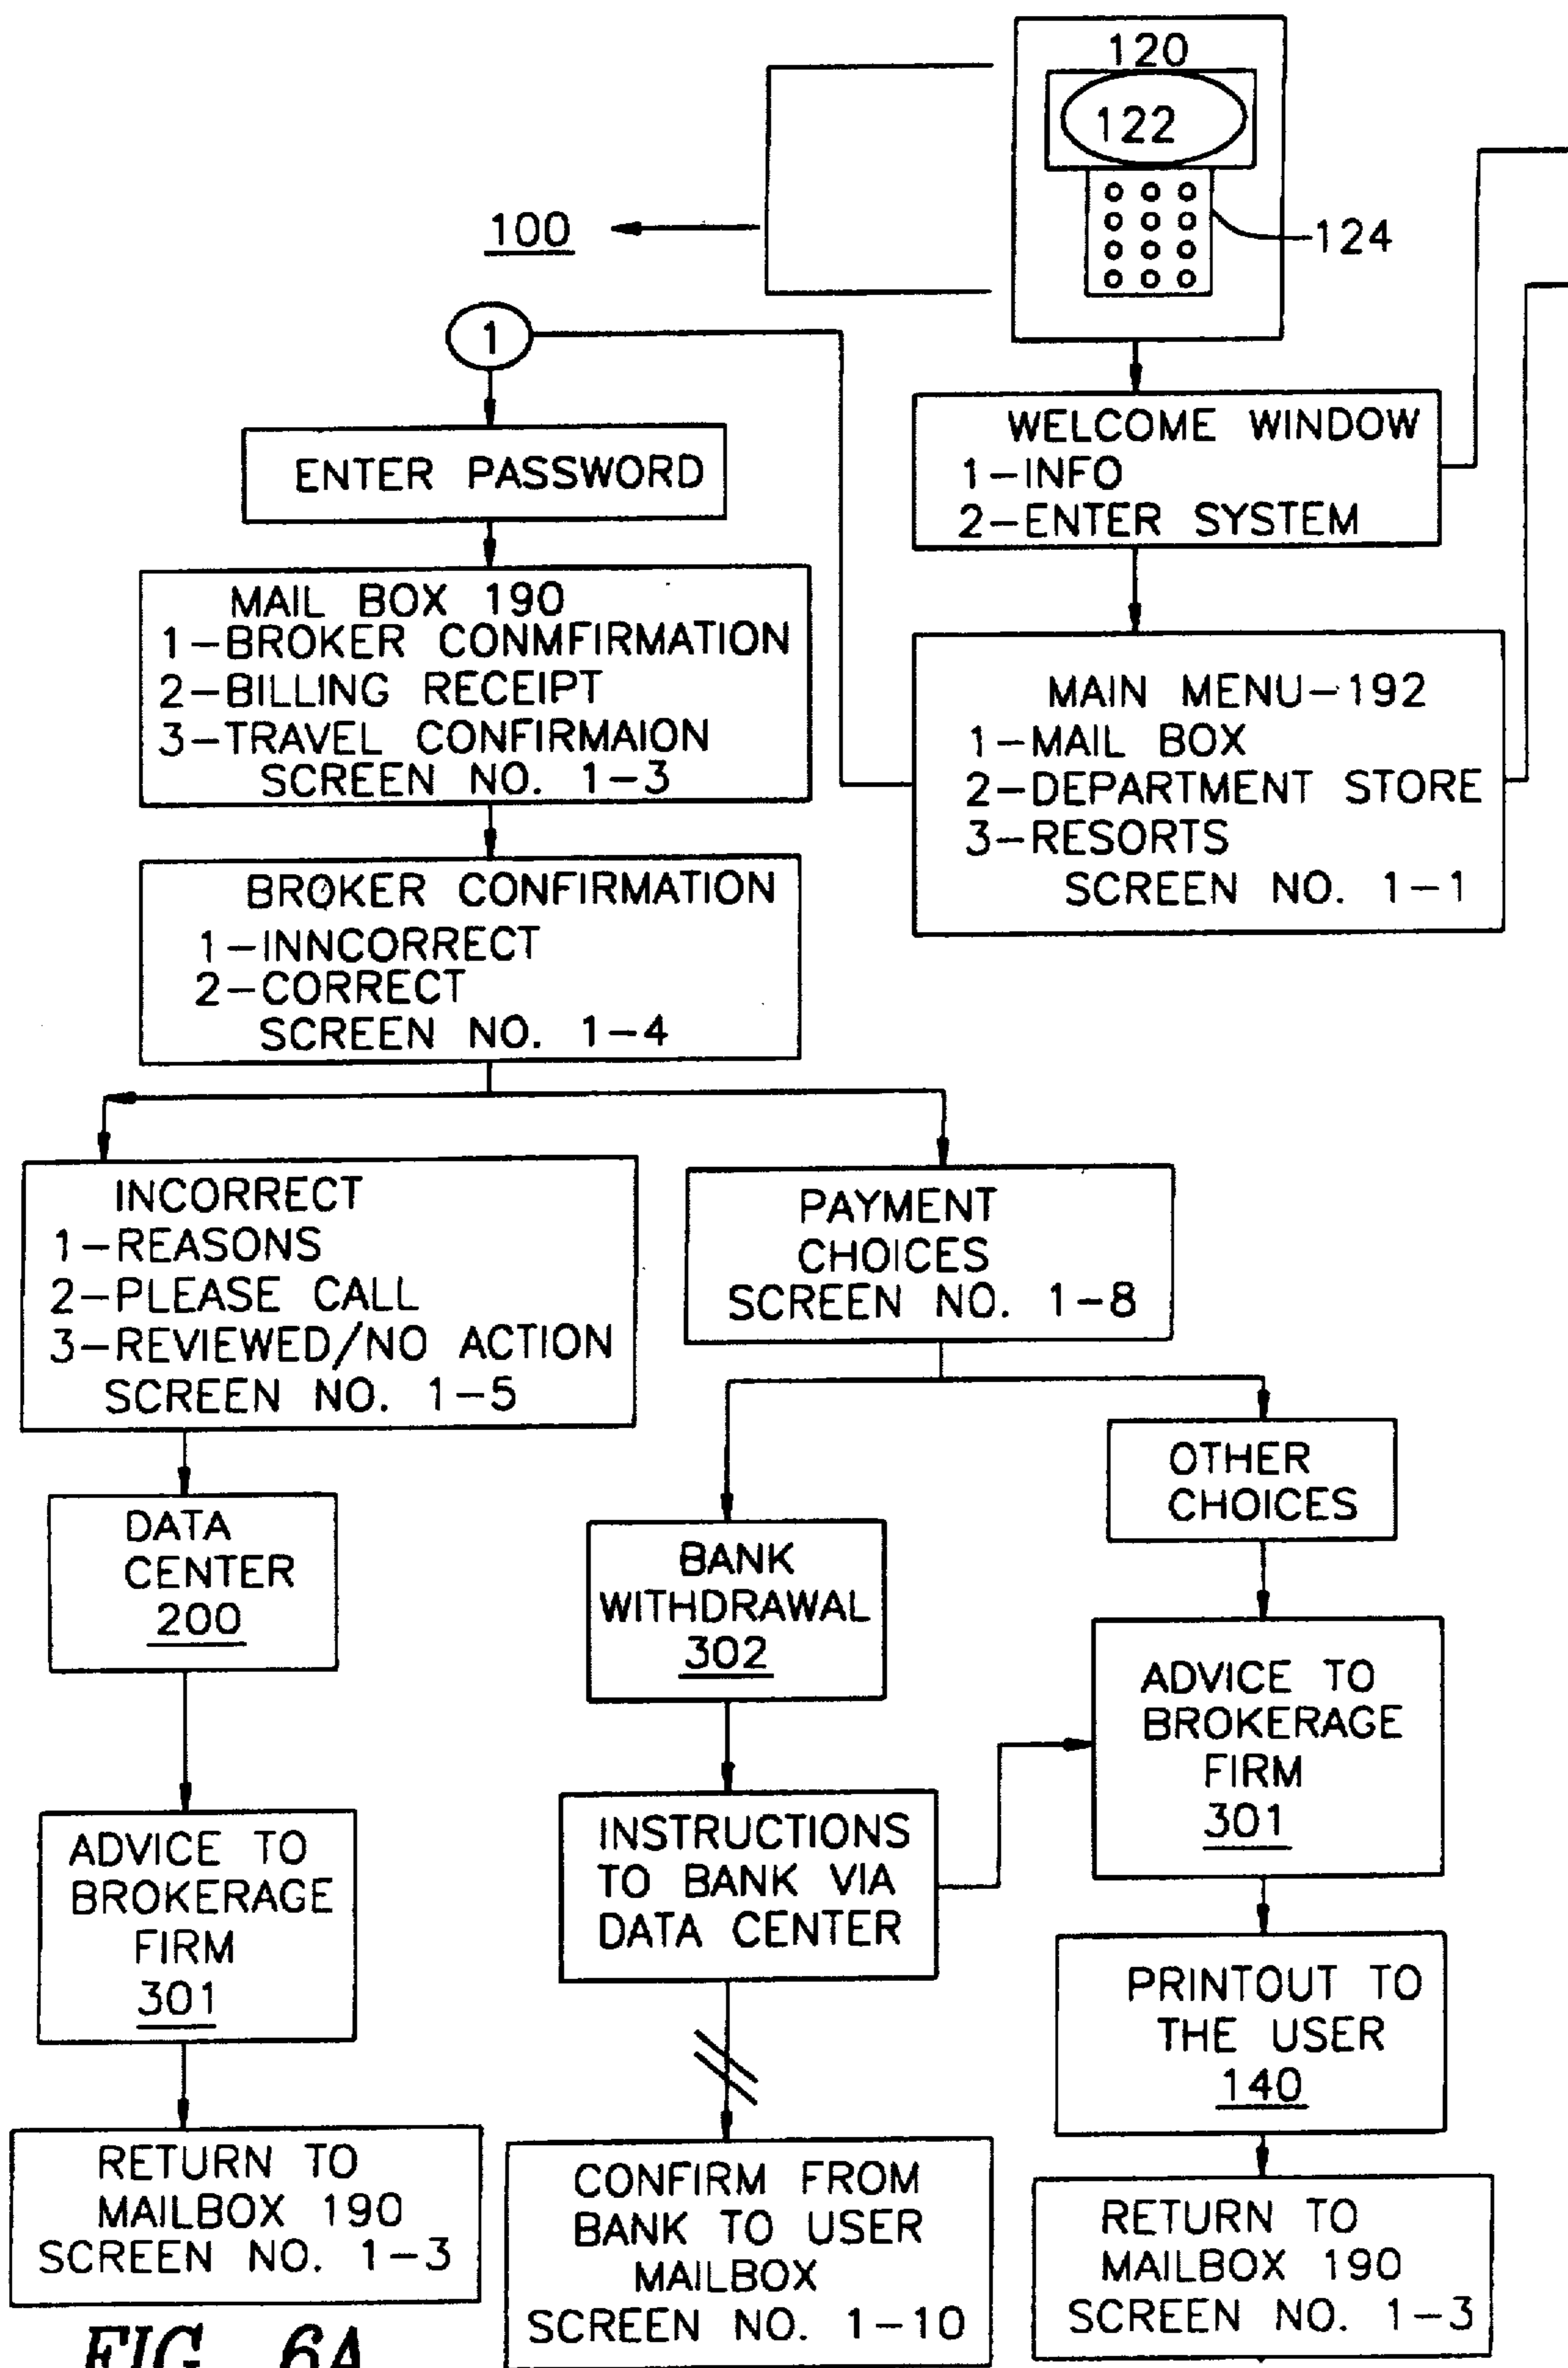 120
122
100
124
1
WELCOME WINDOW
1-INFO
2-ENTER SYSTEM
ENTER PASSWORD
MAIL BOX 190
1-BROKER CONMFIRMATION
2-BILLING RECEIPT
3-TRAVEL CONFIRMAION
SCREEN NO. 1-3
MAIN MENU-192
1-MAIL BOX
2-DEPARTMENT STORE
3-RESORTS
SCREEN NO. 1-1
BROKER CONFIRMATION
1-INNCORRECT
2-CORRECT
SCREEN NO. 1-4
INCORRECT
1-REASONS
2-PLEASE CALL
3-REVIEWED/NO ACTION
SCREEN NO. 1-5
PAYMENT
CHOICES
SCREEN NO. 1-8
OTHER
CHOICES
DATA
CENTER
200
BANK
WITHDRAWAL
302
ADVICE TO
BROKERAGE
FIRM
301
ADVICE TO
BROKERAGE
FIRM
301
INSTRUCTIONS
TO BANK VIA
DATA CENTER
PRINTOUT TO
THE USER
140
RETURN TO
MAILBOX 190
SCREEN NO. 1-3
CONFIRM FROM
BANK TO USER
MAILBOX
SCREEN NO. 1-10
RETURN TO
MAILBOX 190
SCREEN NO. 1-3
FIG. 6A